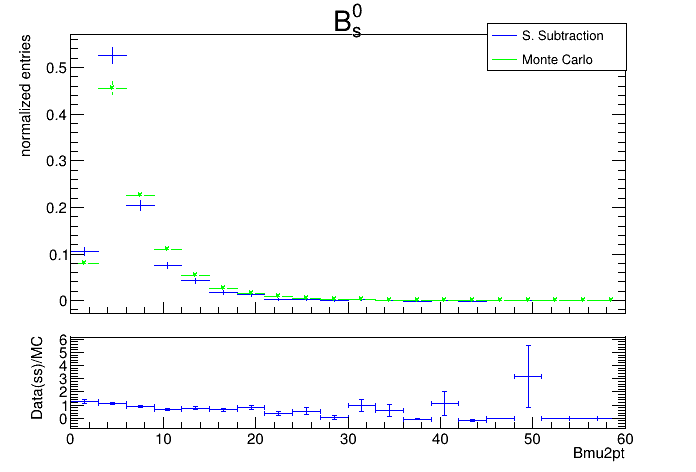 B⁰ₛ
S. Subtraction
Monte Carlo
normalized entries
0.5
0.4
0.3
0.2
0.1
0
Data(ss)/MC
6
5
4
3
2
1
0
0 10 20 30 40 50 60
Bmu2pt